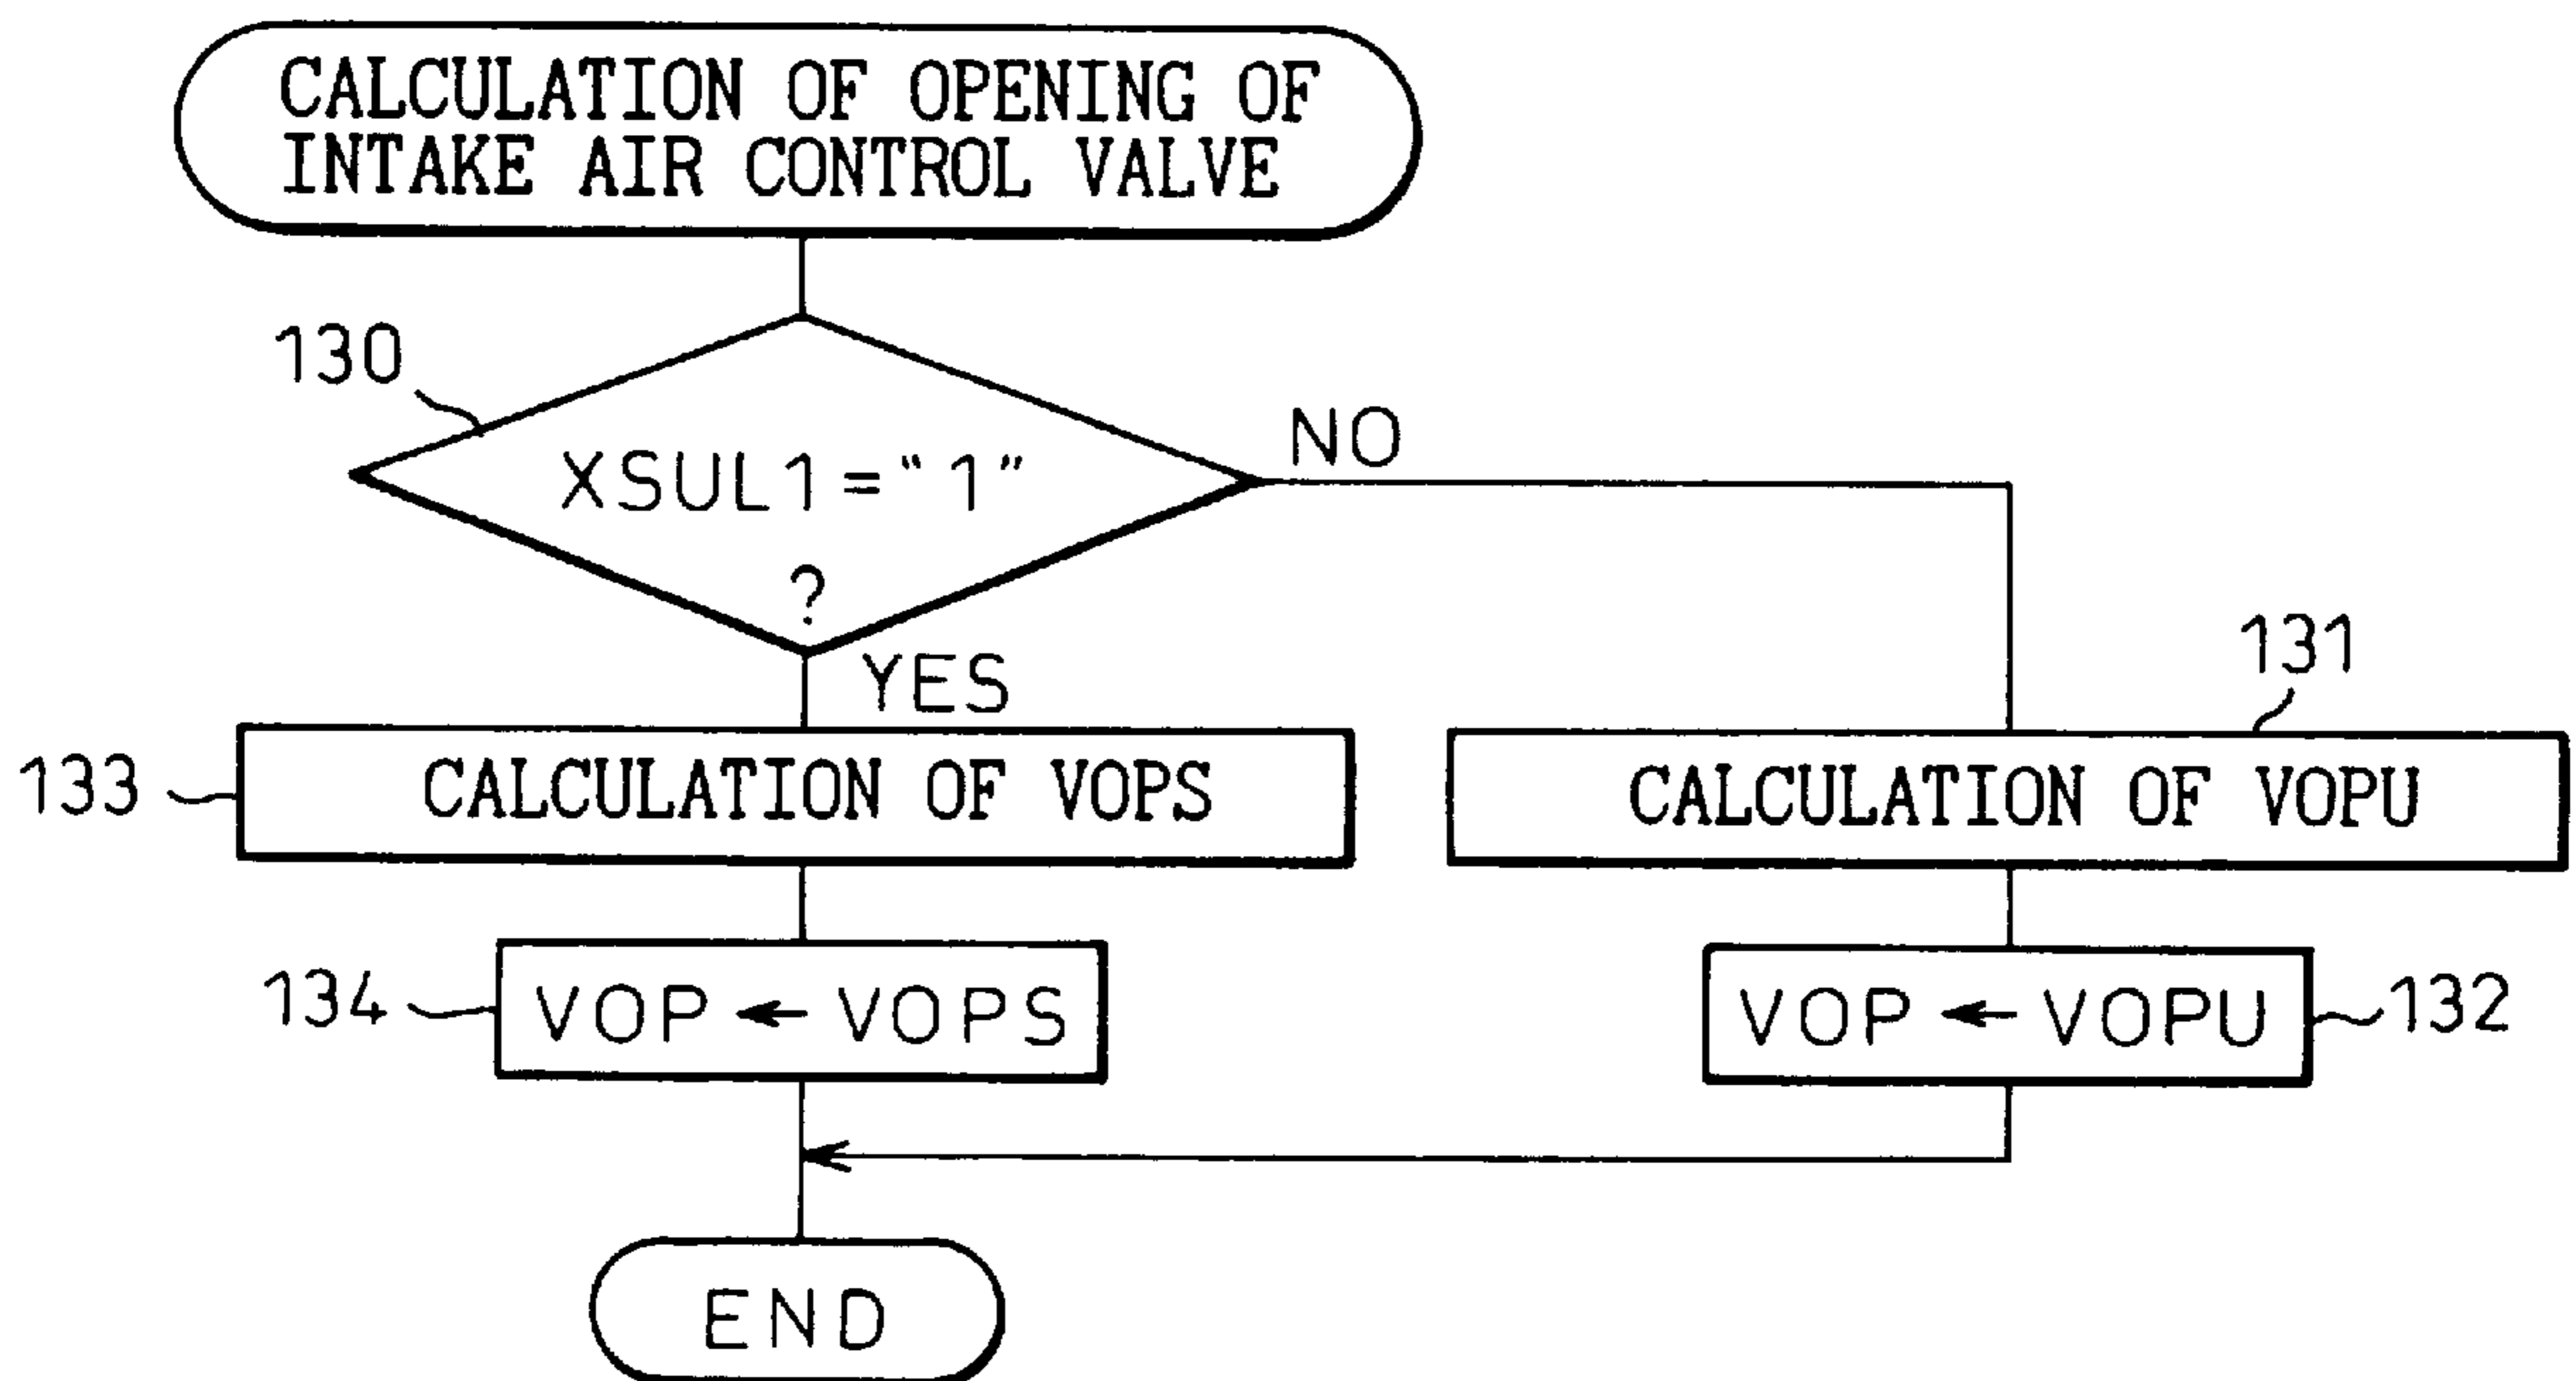 CALCULATION OF OPENING OF
INTAKE AIR CONTROL VALVE
130
XSUL1="1"
?
NO
YES
131
133
CALCULATION OF VOPS
CALCULATION OF VOPU
134
VOP ← VOPS
VOP ← VOPU
132
END